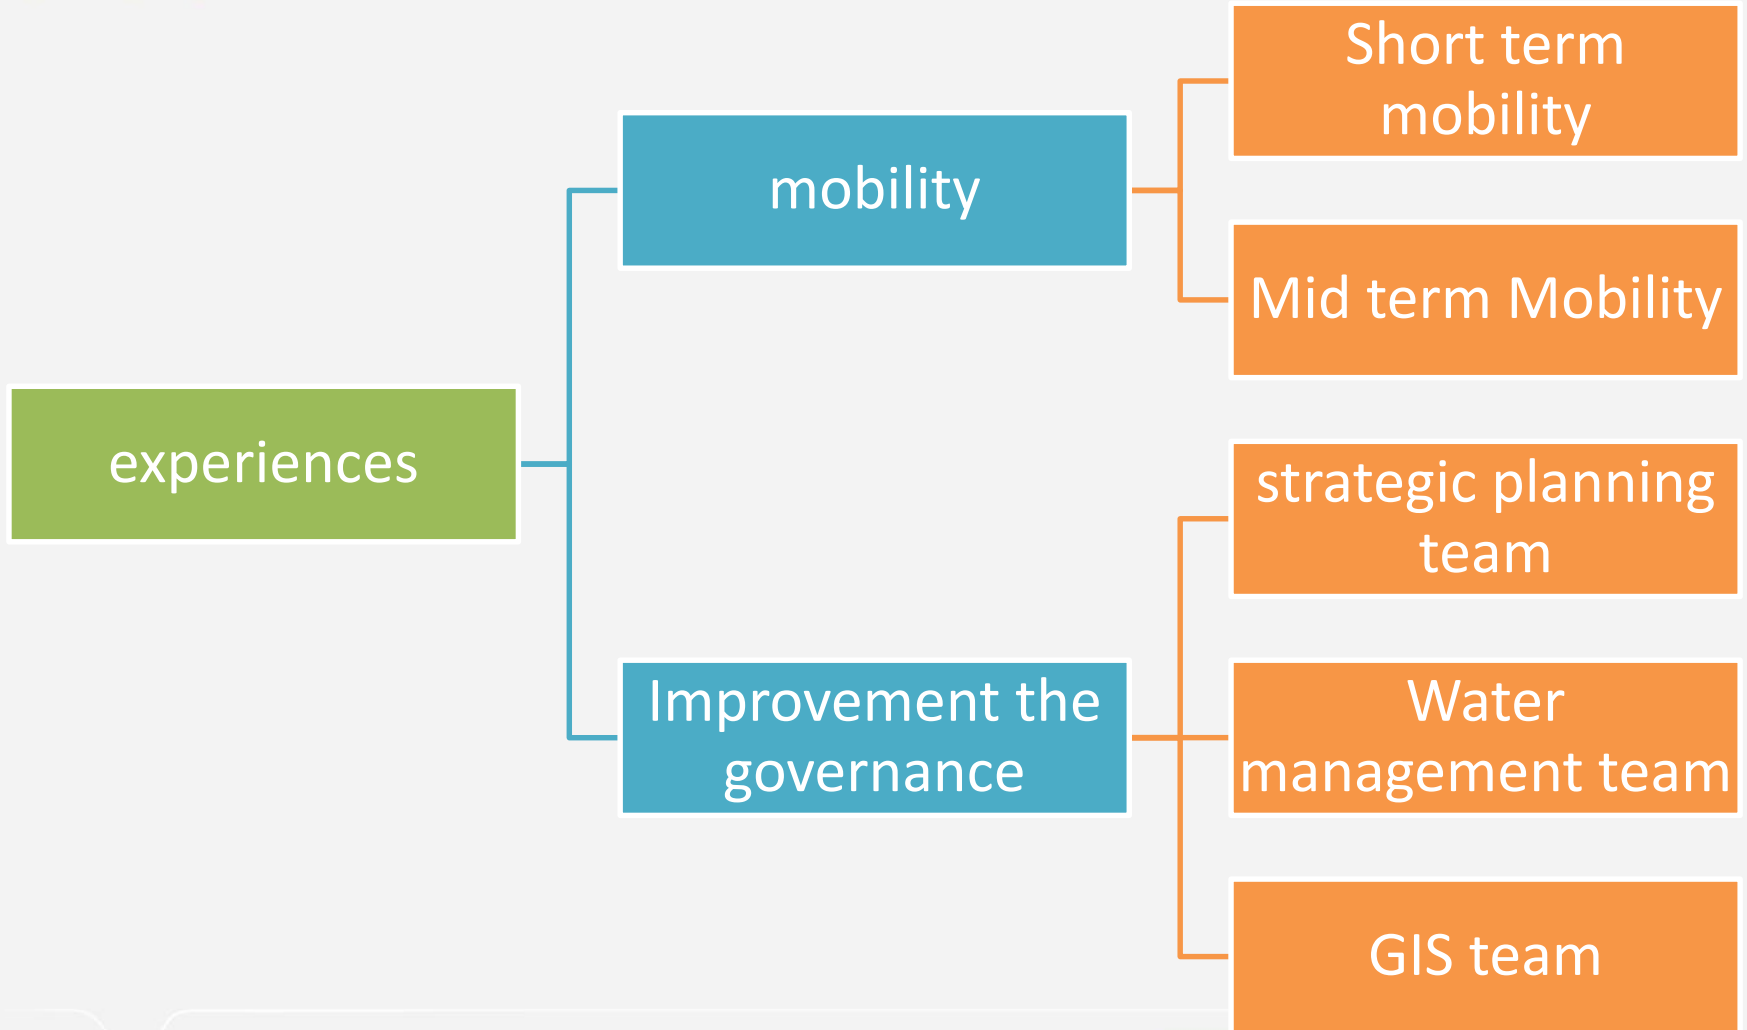 experiences
mobility
Short term
mobility
Mid term Mobility
Improvement the
governance
strategic planning
team
Water
management team
GIS team